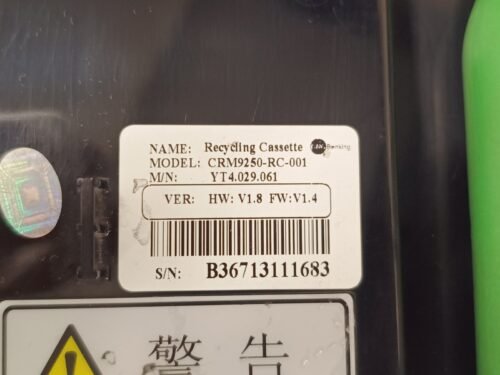 NAME: Recycling Cassette
MODEL: CRM9250-RC-001
M/N: YT4.029.061
VER: HW: V1.8 FW:V1.4
S/N: B36713111683
警 告